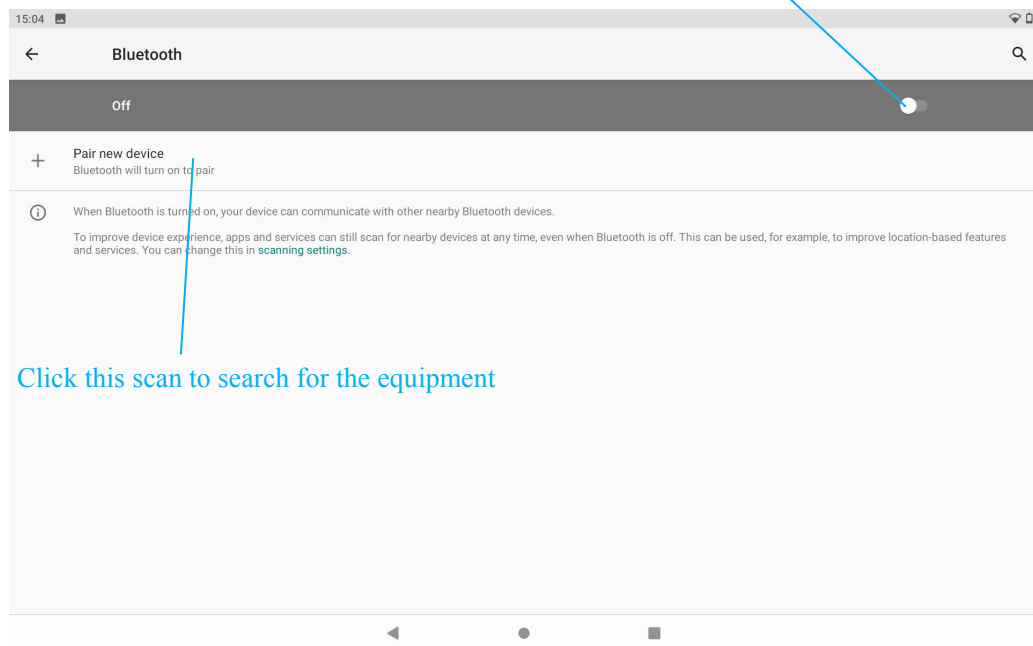 15:04
Bluetooth
Off
Pair new device
Bluetooth will turn on to pair
When Bluetooth is turned on, your device can communicate with other nearby Bluetooth devices.
To improve device experience, apps and services can still scan for nearby devices at any time, even when Bluetooth is off. This can be used, for example, to improve location-based features
and services. You can change this in scanning settings.
Click this scan to search for the equipment